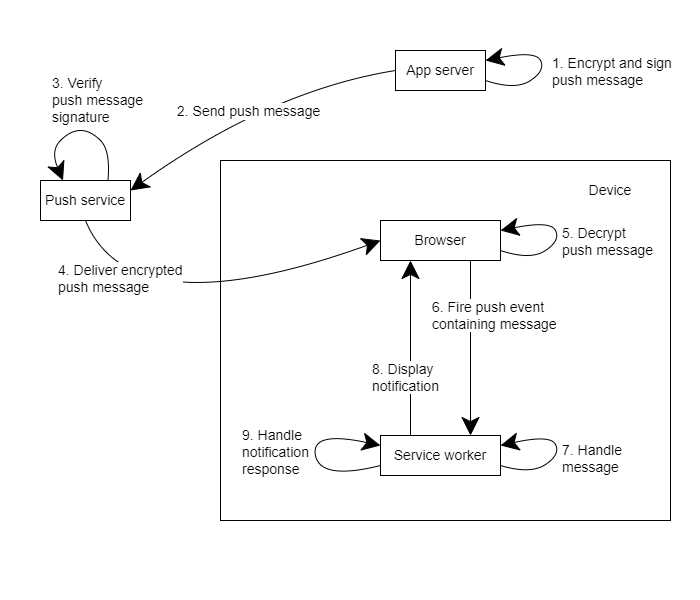 App server
1. Encrypt and sign
push message
3. Verify
push message
signature
2. Send push message
Push service
Device
Browser
5. Decrypt
push message
4. Deliver encrypted
push message
6. Fire push event
containing message
8. Display
notification
9. Handle
notification
response
Service worker
7. Handle
message